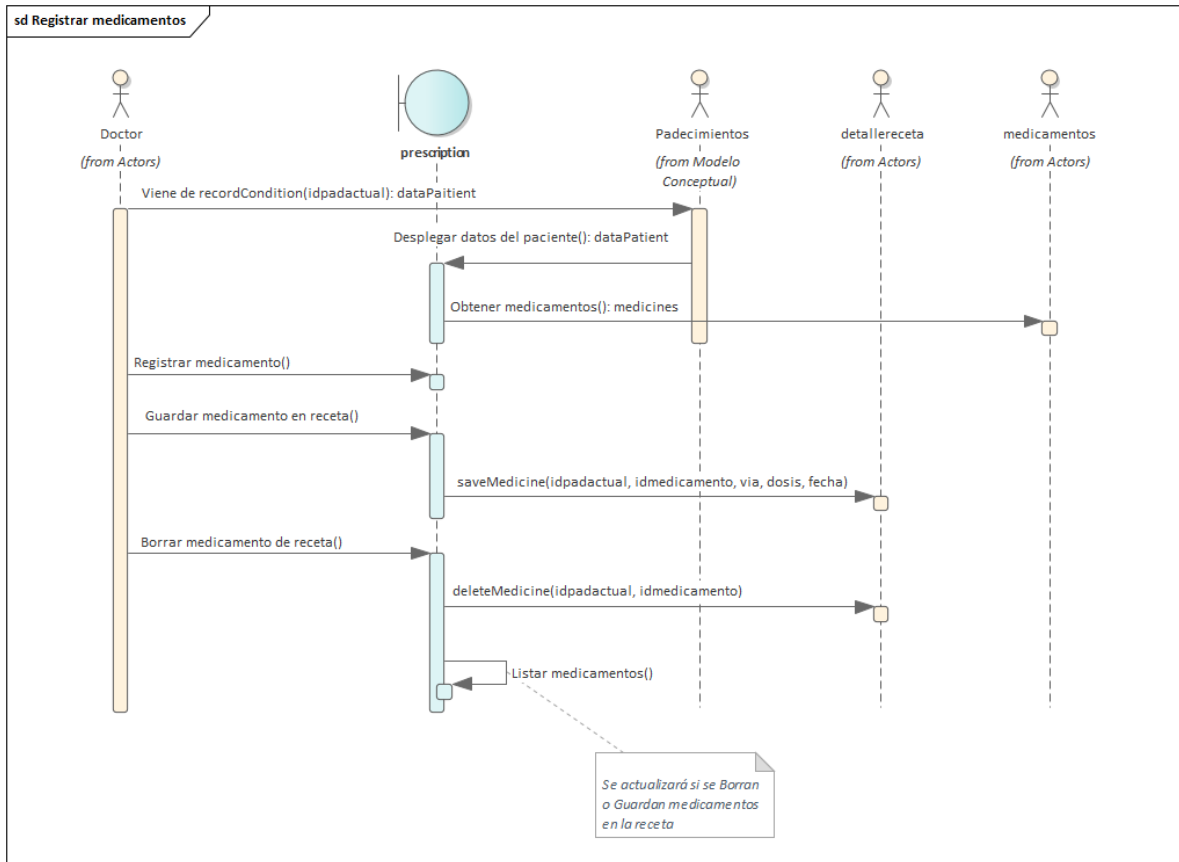 sd Registrar medicamentos
Doctor
(from Actors)
prescription
Padecimientos
(from Modelo
Conceptual)
detallereceta
(from Actors)
medicamentos
(from Actors)
Viene de recordCondition(idpadactual): dataPaitient
Desplegar datos del paciente(): dataPatient
Obtener medicamentos(): medicines
Registrar medicamento()
Guardar medicamento en receta()
saveMedicine(idpadactual, idmedicamento, via, dosis, fecha)
Borrar medicamento de receta()
deleteMedicine(idpadactual, idmedicamento)
Listar medicamentos()
Se actualizará si se Borran
o Guardan medicamentos
en la receta